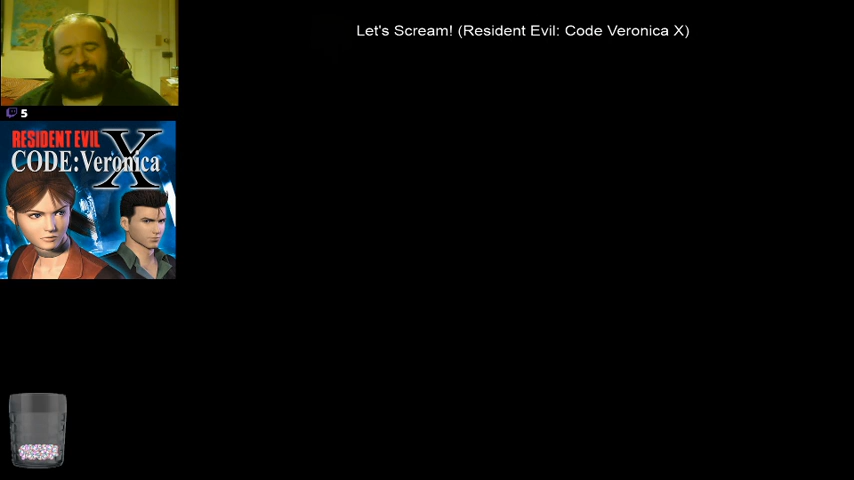 Let's Scream! (Resident Evil: Code Veronica X)
5
RESIDENT EVIL
CODE:Veronica
X